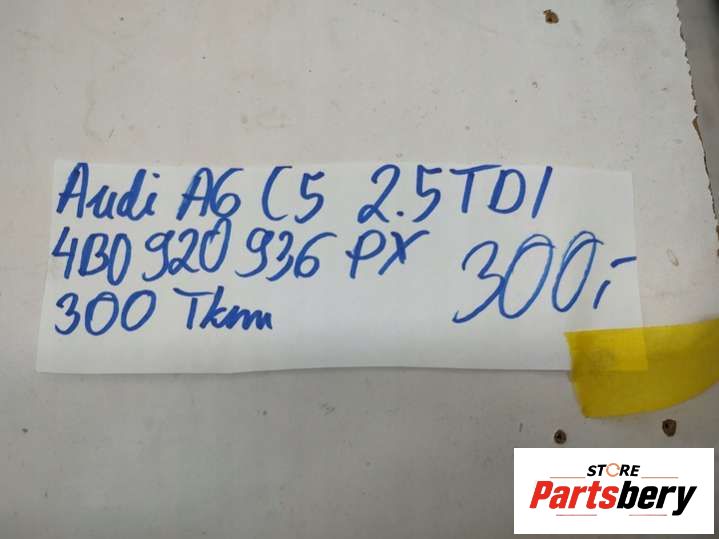 Audi A6 C5 2.5TDI
4B0 920 936 PX
300,-
300 Tkm
STORE
Partsbery